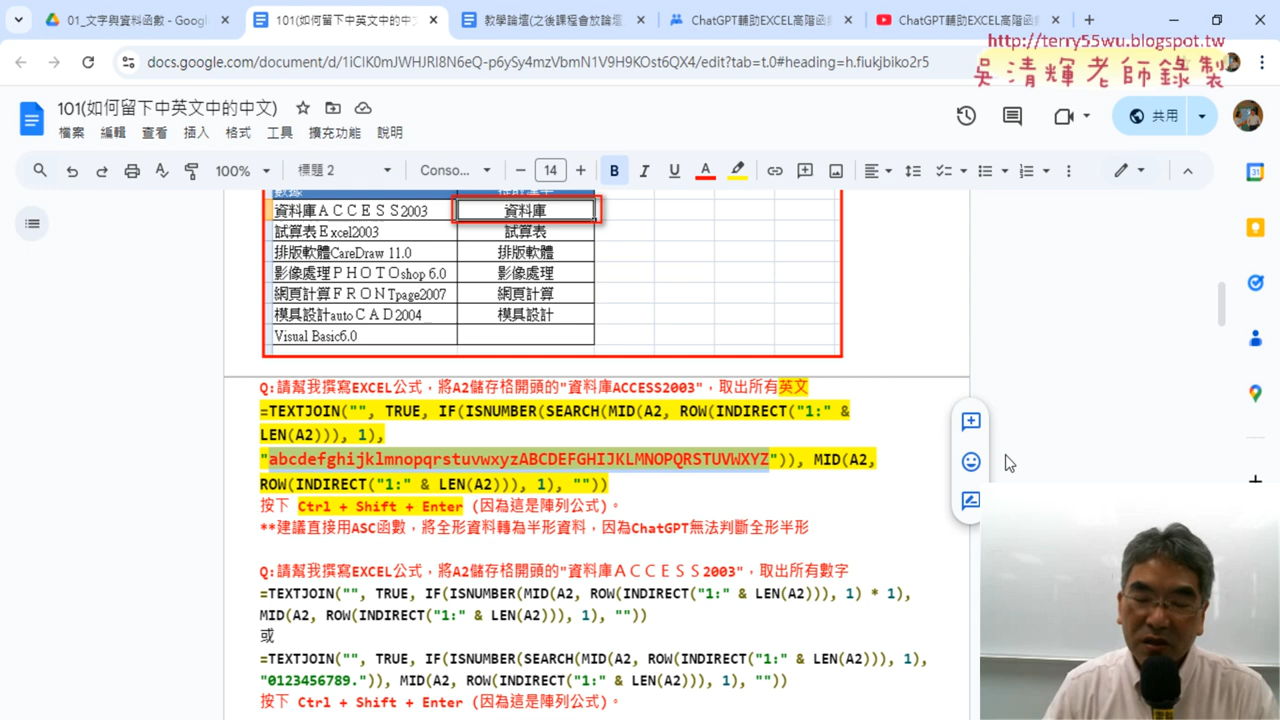 01_文字與資料函數 - Googl
101(如何留下中英文中的中文
教學論壇(之後課程會放論壇
ChatGPT輔助EXCEL高階函
ChatGPT輔助EXCEL高階函
http://terry55wu.blogspot.tw
吳清輝老師錄製
docs.google.com/document/d/1iCIK0mJWHJRI8N6eQ-p6ySy4mzVbmN1V9H9KOst6QX4/edit?tab=t.0#heading=h.fiukjbiko2r5
101(如何留下中英文中的中文)
檔案 編輯 查看 插入 格式 工具 擴充功能 說明
共用
100% 標題 2 Conso... 14 B I U A
資料庫ＡＣＣＥＳＳ2003 資料庫
試算表Ｅxcel2003 試算表
排版軟體CareDraw 11.0 排版軟體
影像處理ＰＨＯＴＯshop 6.0 影像處理
網頁計算ＦＲＯＮＴpage2007 網頁計算
模具設計autoＣＡＤ2004 模具設計
Visual Basic6.0
Q:請幫我撰寫EXCEL公式，將A2儲存格開頭的"資料庫ACCESS2003"，取出所有英文
=TEXTJOIN("", TRUE, IF(ISNUMBER(SEARCH(MID(A2, ROW(INDIRECT("1:" &
LEN(A2))), 1),
"abcdefghijklmnopqrstuvwxyzABCDEFGHIJKLMNOPQRSTUVWXYZ")), MID(A2,
ROW(INDIRECT("1:" & LEN(A2))), 1), ""))
按下 Ctrl + Shift + Enter (因為這是陣列公式)。
**建議直接用ASC函數，將全形資料轉為半形資料，因為ChatGPT無法判斷全形半形
Q:請幫我撰寫EXCEL公式，將A2儲存格開頭的"資料庫ＡＣＣＥＳＳ2003"，取出所有數字
=TEXTJOIN("", TRUE, IF(ISNUMBER(MID(A2, ROW(INDIRECT("1:" & LEN(A2))), 1) * 1),
MID(A2, ROW(INDIRECT("1:" & LEN(A2))), 1), ""))
或
=TEXTJOIN("", TRUE, IF(ISNUMBER(SEARCH(MID(A2, ROW(INDIRECT("1:" & LEN(A2))), 1),
"0123456789.")), MID(A2, ROW(INDIRECT("1:" & LEN(A2))), 1), ""))
按下 Ctrl + Shift + Enter (因為這是陣列公式)。